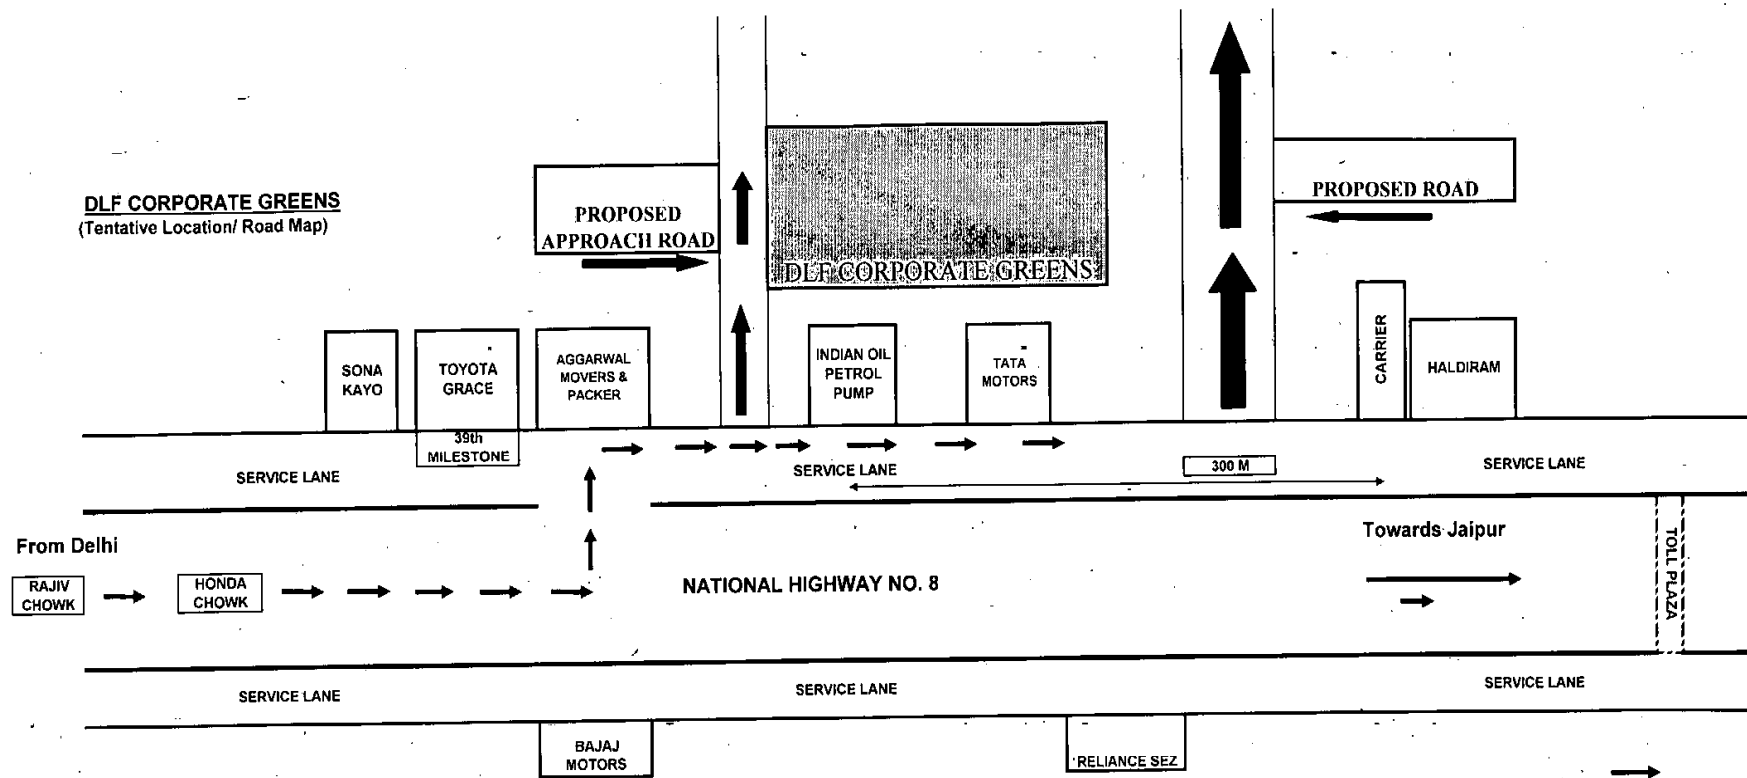 DLF CORPORATE GREENS
(Tentative Location/ Road Map)
PROPOSED
APPROACH ROAD
DLF CORPORATE GREENS
PROPOSED ROAD
SONA
KAYO
TOYOTA
GRACE
AGGARWAL
MOVERS &
PACKER
INDIAN OIL
PETROL
PUMP
TATA
MOTORS
CARRIER
HALDIRAM
39th
MILESTONE
SERVICE LANE
SERVICE LANE
300 M
SERVICE LANE
From Delhi
RAJIV
CHOWK
HONDA
CHOWK
NATIONAL HIGHWAY NO. 8
Towards Jaipur
TOLL PLAZA
SERVICE LANE
SERVICE LANE
SERVICE LANE
BAJAJ
MOTORS
RELIANCE SEZ